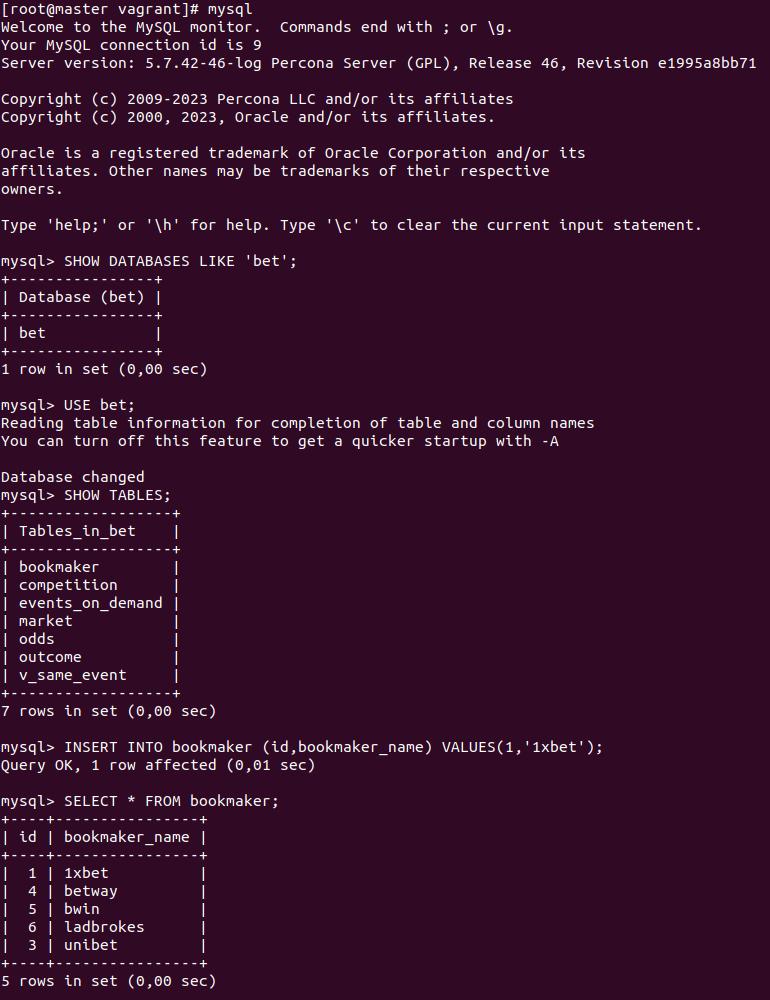 [root@master vagrant]# mysql
Welcome to the MySQL monitor.  Commands end with ; or \g.
Your MySQL connection id is 9
Server version: 5.7.42-46-log Percona Server (GPL), Release 46, Revision e1995a8bb71
Copyright (c) 2009-2023 Percona LLC and/or its affiliates
Copyright (c) 2000, 2023, Oracle and/or its affiliates.
Oracle is a registered trademark of Oracle Corporation and/or its
affiliates. Other names may be trademarks of their respective
owners.
Type 'help;' or '\h' for help. Type '\c' to clear the current input statement.
mysql> SHOW DATABASES LIKE 'bet';
+----------------+
| Database (bet) |
+----------------+
| bet            |
+----------------+
1 row in set (0,00 sec)
mysql> USE bet;
Reading table information for completion of table and column names
You can turn off this feature to get a quicker startup with -A
Database changed
mysql> SHOW TABLES;
+------------------+
| Tables_in_bet    |
+------------------+
| bookmaker        |
| competition      |
| events_on_demand |
| market           |
| odds             |
| outcome          |
| v_same_event     |
+------------------+
7 rows in set (0,00 sec)
mysql> INSERT INTO bookmaker (id,bookmaker_name) VALUES(1,'1xbet');
Query OK, 1 row affected (0,01 sec)
mysql> SELECT * FROM bookmaker;
+----+----------------+
| id | bookmaker_name |
+----+----------------+
|  1 | 1xbet          |
|  4 | betway         |
|  5 | bwin           |
|  6 | ladbrokes      |
|  3 | unibet         |
+----+----------------+
5 rows in set (0,00 sec)